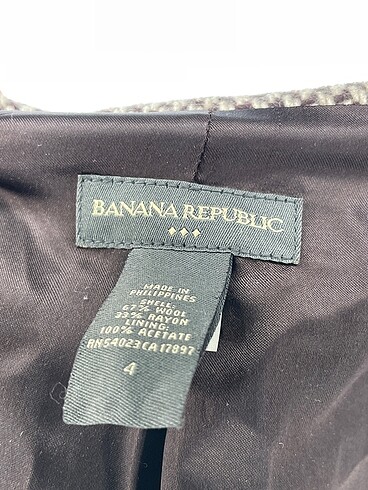 BANANA REPUBLIC
MADE IN
PHILIPPINES
SHELL:
67% WOOL
33% RAYON
LINING:
100% ACETATE
RN54023CA17897
4